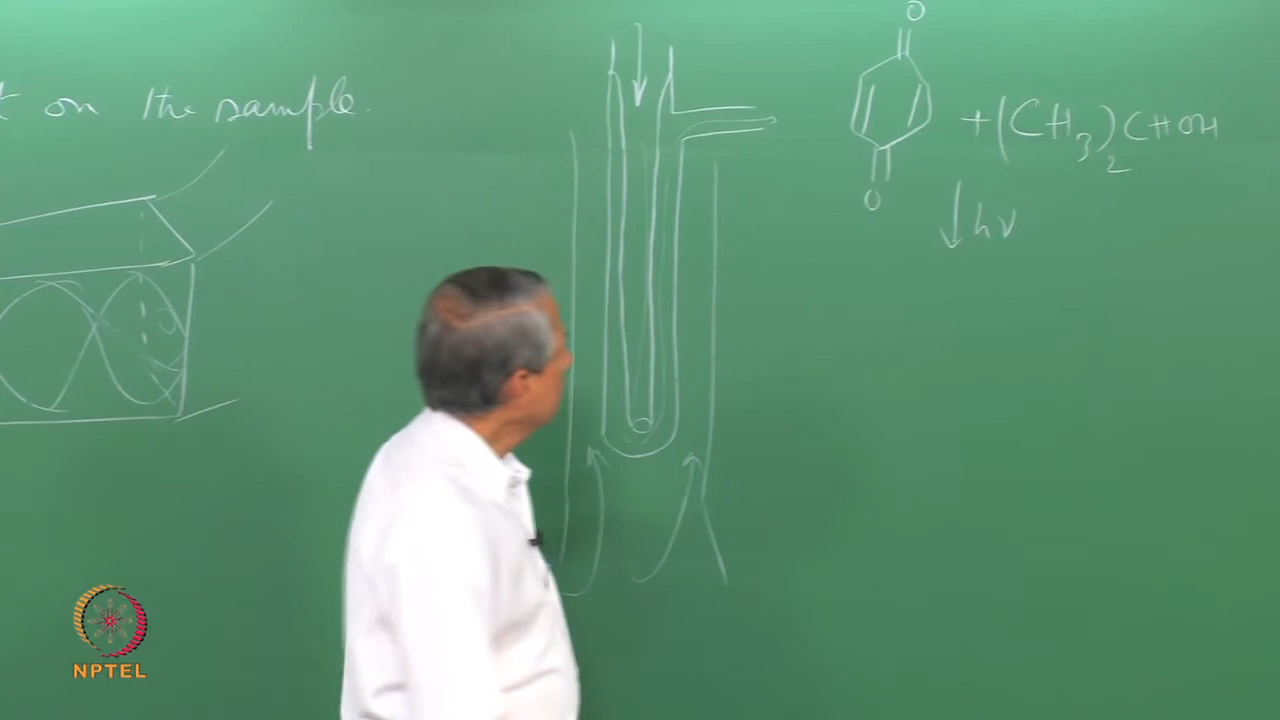 on the sample.
O
+ (CH3)2CHOH
O
↓ hν
NPTEL